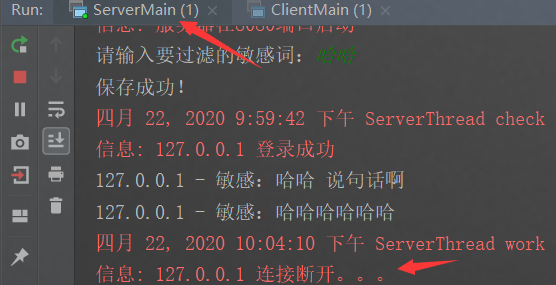 Run: ServerMain (1) × ClientMain (1) ×
信息: 服务器在8080端口启动
请输入要过滤的敏感词: 哈哈
保存成功!
四月 22, 2020 9:59:42 下午 ServerThread check
信息: 127.0.0.1 登录成功
127.0.0.1 - 敏感: 哈哈 说句话啊
127.0.0.1 - 敏感: 哈哈哈哈哈哈
四月 22, 2020 10:04:10 下午 ServerThread work
信息: 127.0.0.1 连接断开。。。